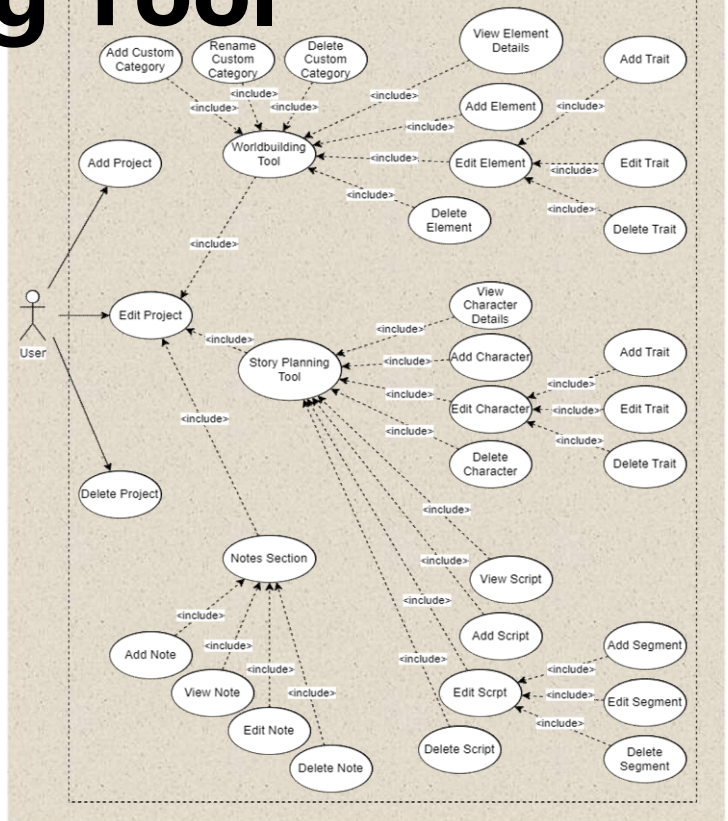 g Tool
Add Custom
Category
Rename
Custom
Category
Delete
Custom
Category
View Element
Details
Add Trait
<include>
<include>
<include>
<include>
<include>
Add Element
<include>
Add Project
Worldbuilding
Tool
<include>
Edit Element
<include>
Edit Trait
<include>
Delete
Element
<include>
Delete Trait
<include>
User
Edit Project
<include>
Story Planning
Tool
View
Character
Details
<include>
Add Character
<include>
Edit Character
<include>
Delete
Character
<include>
Add Trait
<include>
Edit Trait
<include>
Delete Trait
<include>
<include>
Delete Project
Notes Section
<include>
View Script
<include>
Add Script
<include>
Edit Scrpt
<include>
Delete Script
Add Segment
<include>
Edit Segment
<include>
Delete
Segment
<include>
<include>
Add Note
<include>
View Note
<include>
Edit Note
<include>
Delete Note